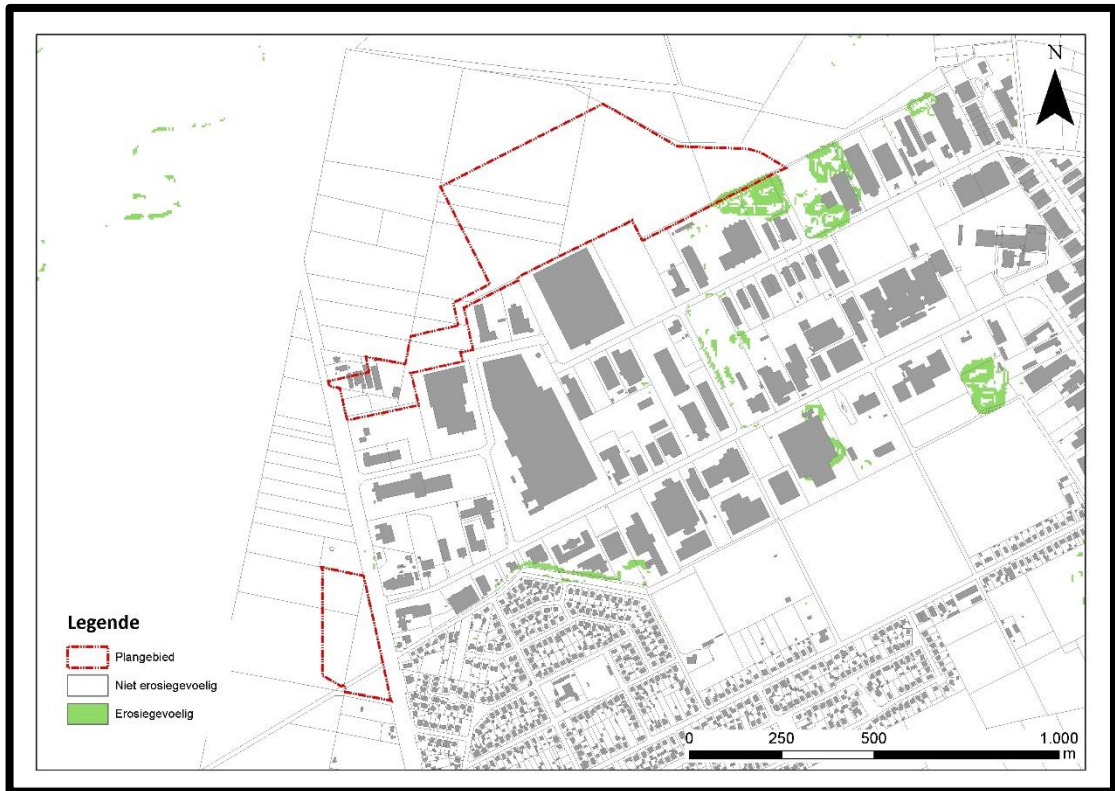 N
Legende
Plangebied
Niet erosiegevoelig
Erosiegevoelig
0 250 500 1.000
m